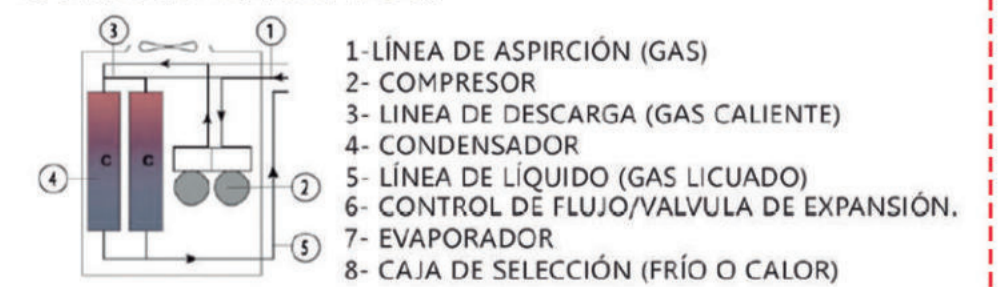 3
1
1-LÍNEA DE ASPIRCIÓN (GAS)
2- COMPRESOR
3- LINEA DE DESCARGA (GAS CALIENTE)
4- CONDENSADOR
5- LÍNEA DE LÍQUIDO (GAS LICUADO)
6- CONTROL DE FLUJO/VALVULA DE EXPANSIÓN.
7- EVAPORADOR
8- CAJA DE SELECCIÓN (FRÍO O CALOR)
C C
4
2
5